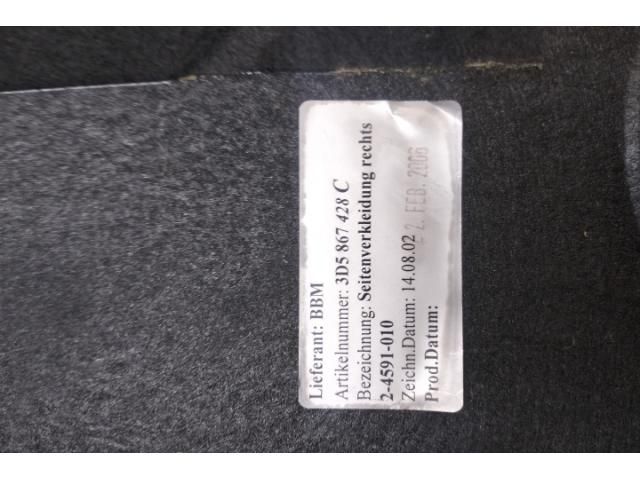 Lieferant: BBM
Artikelnummer: 3D5 867 428 C
Bezeichnung: Seitenverkleidung rechts
2-4591-010
Zeichn.Datum: 14.08.02
Prod.Datum:
2. FEB. 2006